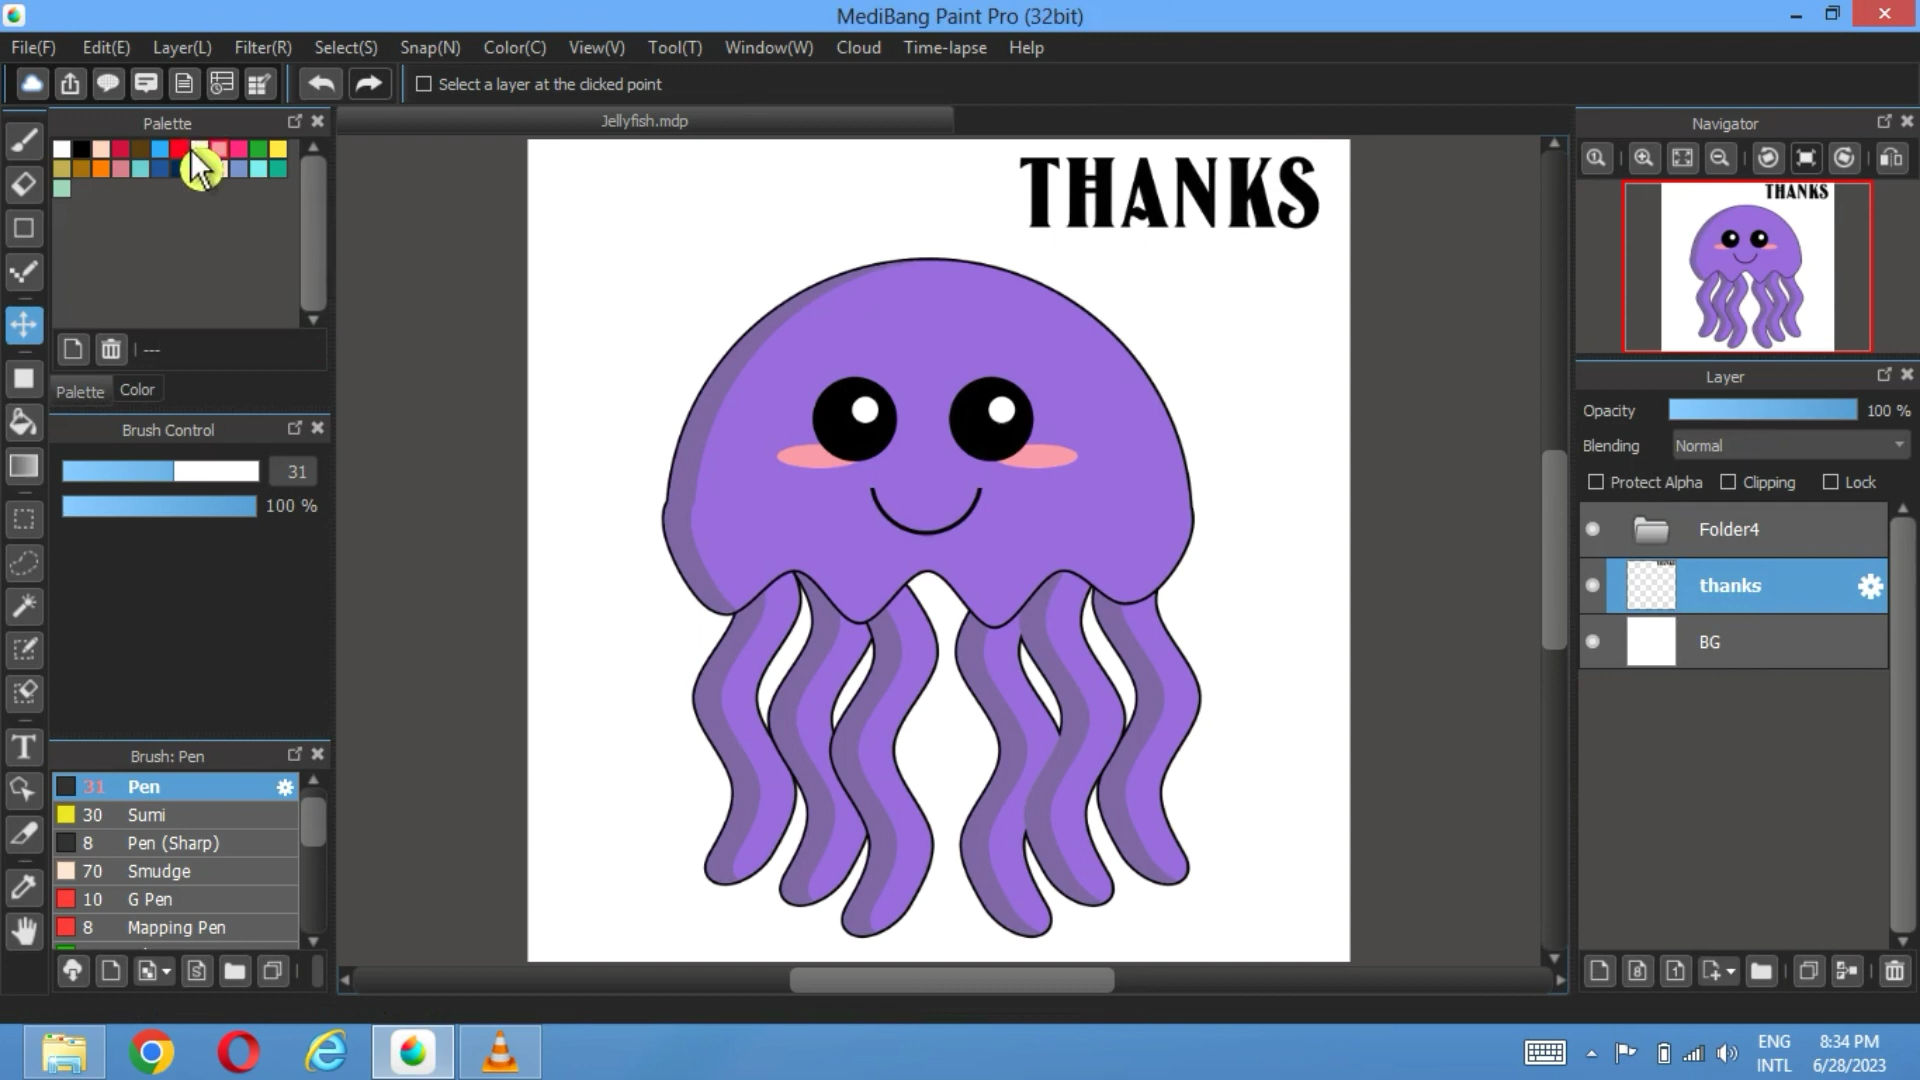 MediBang Paint Pro (32bit)
File(F) Edit(E) Layer(L) Filter(R) Select(S) Snap(N) Color(C) View(V) Tool(T) Window(W) Cloud Time-lapse Help
Select a layer at the clicked point
Palette
Jellyfish.mdp
Navigator
THANKS
THANKS
---
Palette Color
Brush Control
31
100 %
Layer
Opacity 100 %
Blending Normal
Protect Alpha Clipping Lock
Folder4
thanks
BG
Brush: Pen
31 Pen
30 Sumi
8 Pen (Sharp)
70 Smudge
10 G Pen
8 Mapping Pen
ENG 8:34 PM
INTL 6/28/2023